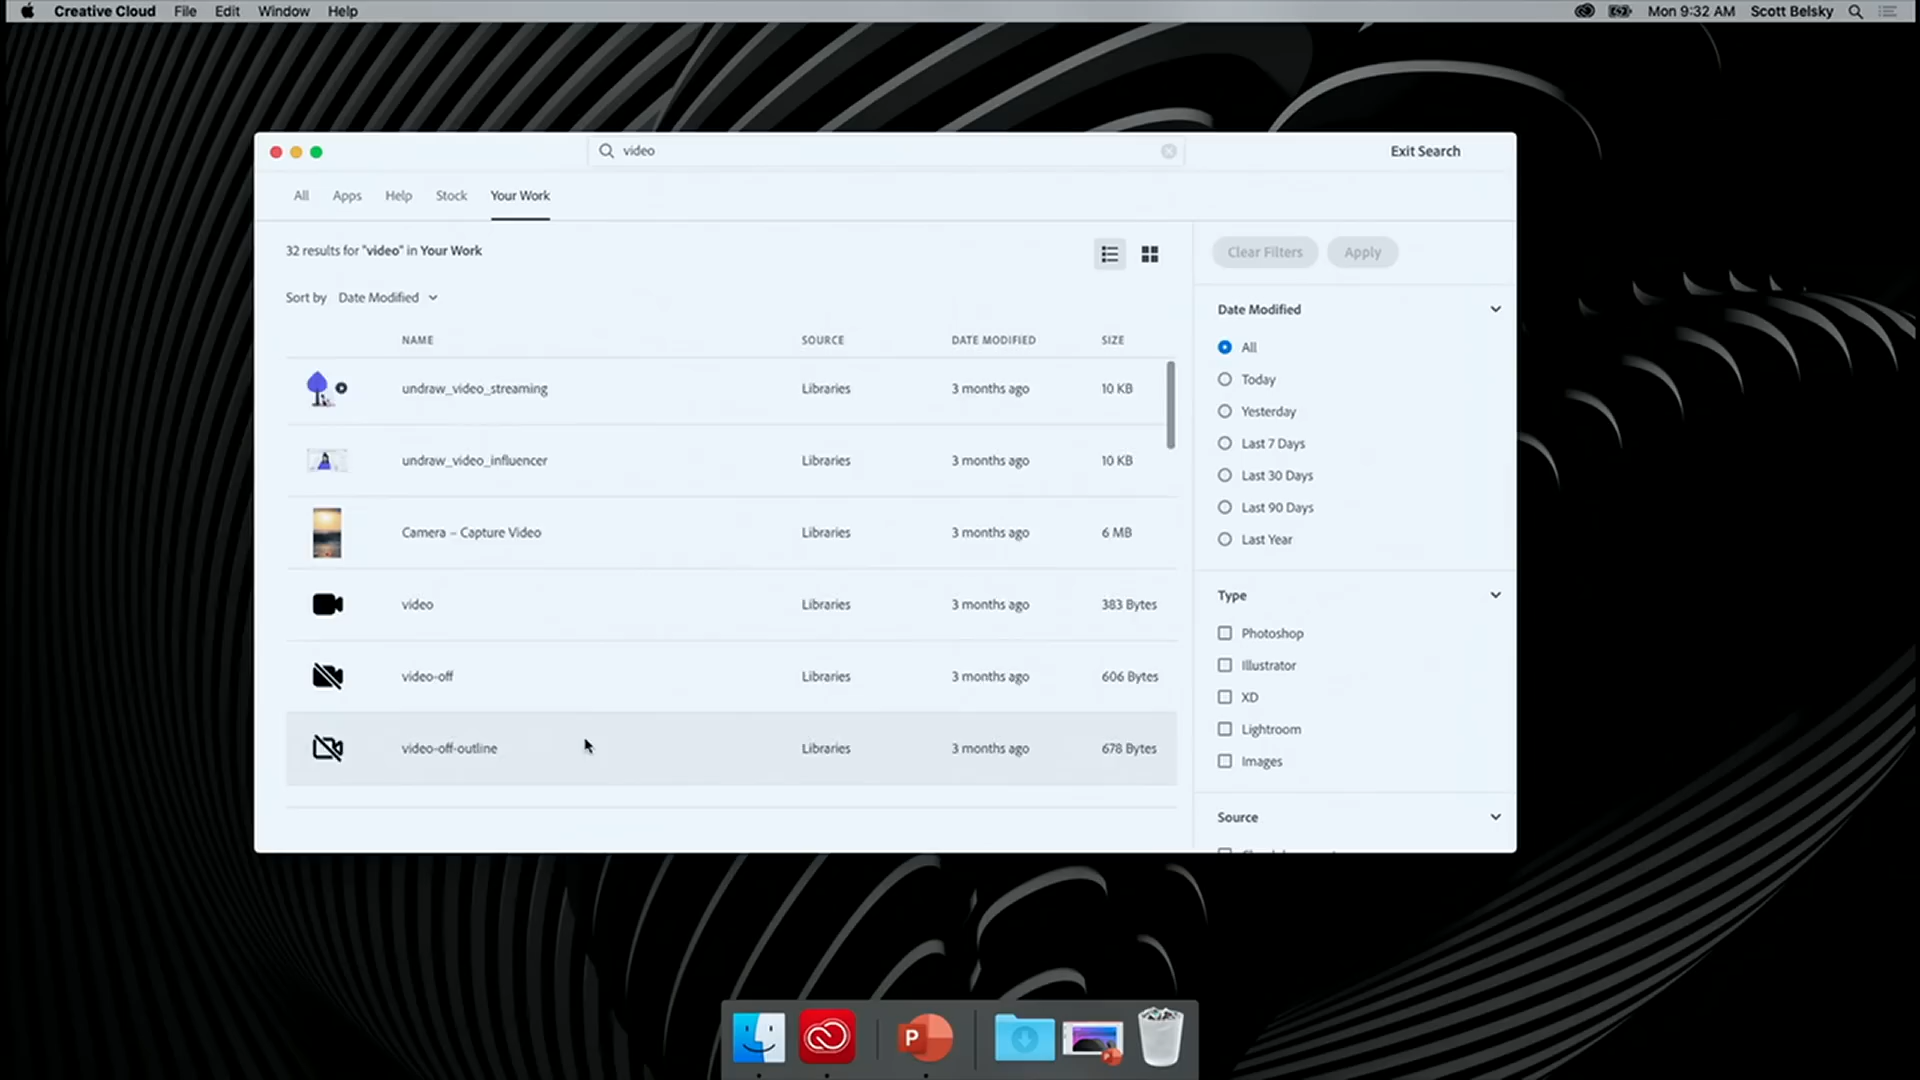 Creative Cloud File Edit Window Help Mon 9:32 AM Scott Belsky
video Exit Search
All Apps Help Stock Your Work
32 results for "video" in Your Work Clear Filters Apply
Sort by Date Modified
NAME SOURCE DATE MODIFIED SIZE
undraw_video_streaming Libraries 3 months ago 10 KB
undraw_video_influencer Libraries 3 months ago 10 KB
Camera – Capture Video Libraries 3 months ago 6 MB
video Libraries 3 months ago 383 Bytes
video-off Libraries 3 months ago 606 Bytes
video-off-outline Libraries 3 months ago 678 Bytes
Date Modified
All
Today
Yesterday
Last 7 Days
Last 30 Days
Last 90 Days
Last Year
Type
Photoshop
Illustrator
XD
Lightroom
Images
Source
P